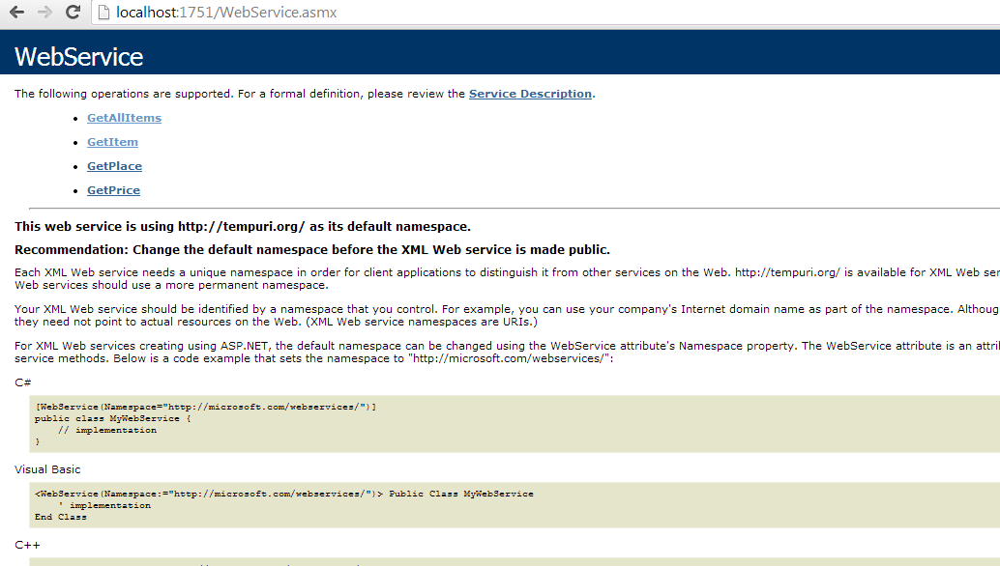 localhost:1751/WebService.asmx
WebService
The following operations are supported. For a formal definition, please review the Service Description.
GetAllItems
GetItem
GetPlace
GetPrice
This web service is using http://tempuri.org/ as its default namespace.
Recommendation: Change the default namespace before the XML Web service is made public.
Each XML Web service needs a unique namespace in order for client applications to distinguish it from other services on the Web. http://tempuri.org/ is available for XML Web ser
Web services should use a more permanent namespace.
Your XML Web service should be identified by a namespace that you control. For example, you can use your company's Internet domain name as part of the namespace. Althoug
they need not point to actual resources on the Web. (XML Web service namespaces are URIs.)
For XML Web services creating using ASP.NET, the default namespace can be changed using the WebService attribute's Namespace property. The WebService attribute is an attri
service methods. Below is a code example that sets the namespace to "http://microsoft.com/webservices/":
C#
[WebService(Namespace="http://microsoft.com/webservices/")]
public class MyWebService {
// implementation
}
Visual Basic
<WebService(Namespace:="http://microsoft.com/webservices/")> Public Class MyWebService
' implementation
End Class
C++